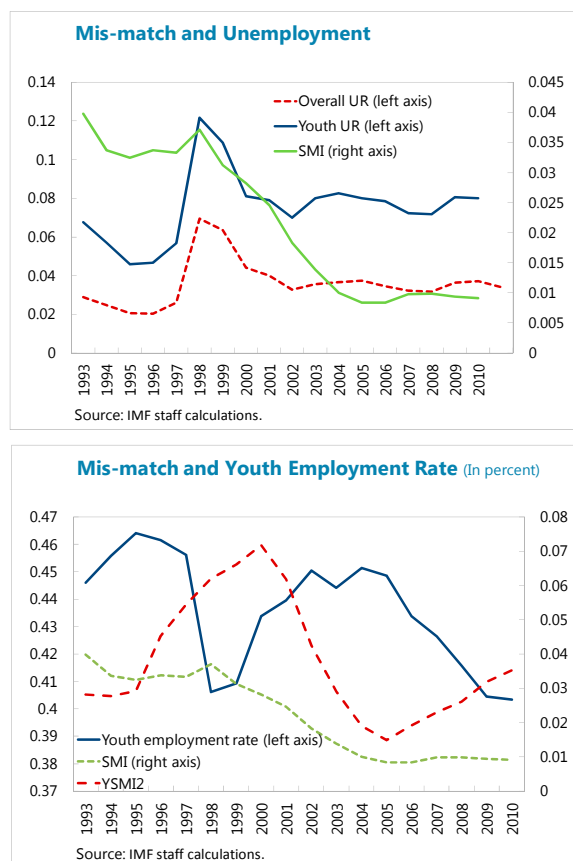 Mis-match and Unemployment
0.14 0.045
0.12 0.04
0.1 0.035
0.08 0.03
0.06 0.025
0.04 0.02
0.02 0.015
0 0.01
0.005
0
Overall UR (left axis)
Youth UR (left axis)
SMI (right axis)
1993 1994 1995 1996 1997 1998 1999 2000 2001 2002 2003 2004 2005 2006 2007 2008 2009 2010
Source: IMF staff calculations.
Mis-match and Youth Employment Rate (In percent)
0.47 0.08
0.46 0.07
0.45 0.06
0.44 0.05
0.43 0.04
0.42 0.03
0.41 0.02
0.4 0.01
0.39 0
0.38
0.37
Youth employment rate (left axis)
SMI (right axis)
YSMI2
1993 1994 1995 1996 1997 1998 1999 2000 2001 2002 2003 2004 2005 2006 2007 2008 2009 2010
Source: IMF staff calculations.